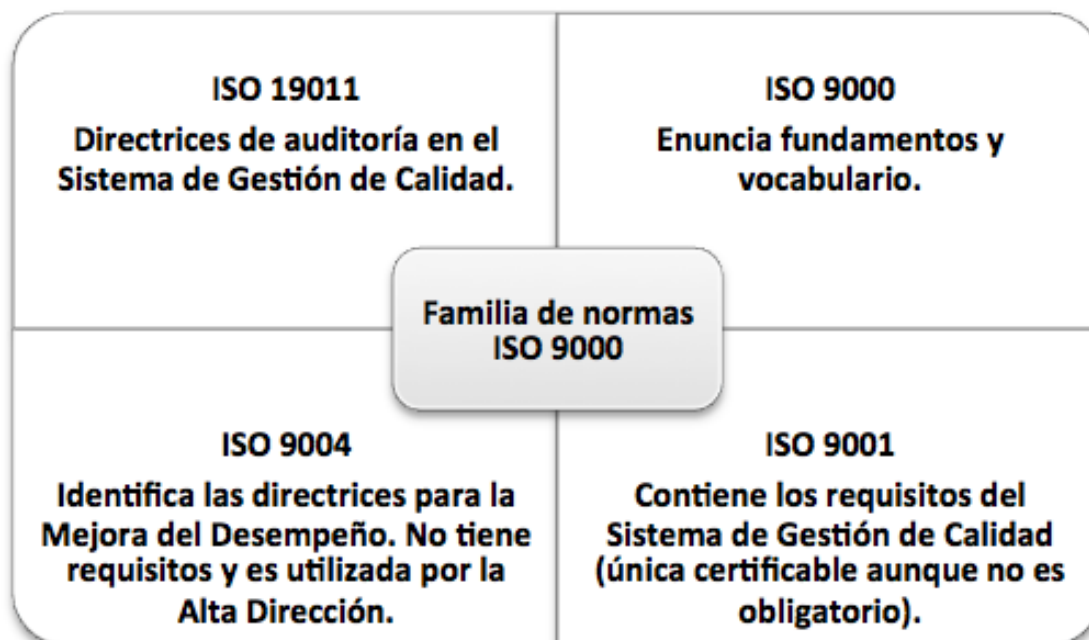 ISO 19011
Directrices de auditoría en el
Sistema de Gestión de Calidad.
ISO 9000
Enuncia fundamentos y
vocabulario.
Familia de normas
ISO 9000
ISO 9004
Identifica las directrices para la
Mejora del Desempeño. No tiene
requisitos y es utilizada por la
Alta Dirección.
ISO 9001
Contiene los requisitos del
Sistema de Gestión de Calidad
(única certificable aunque no es
obligatorio).